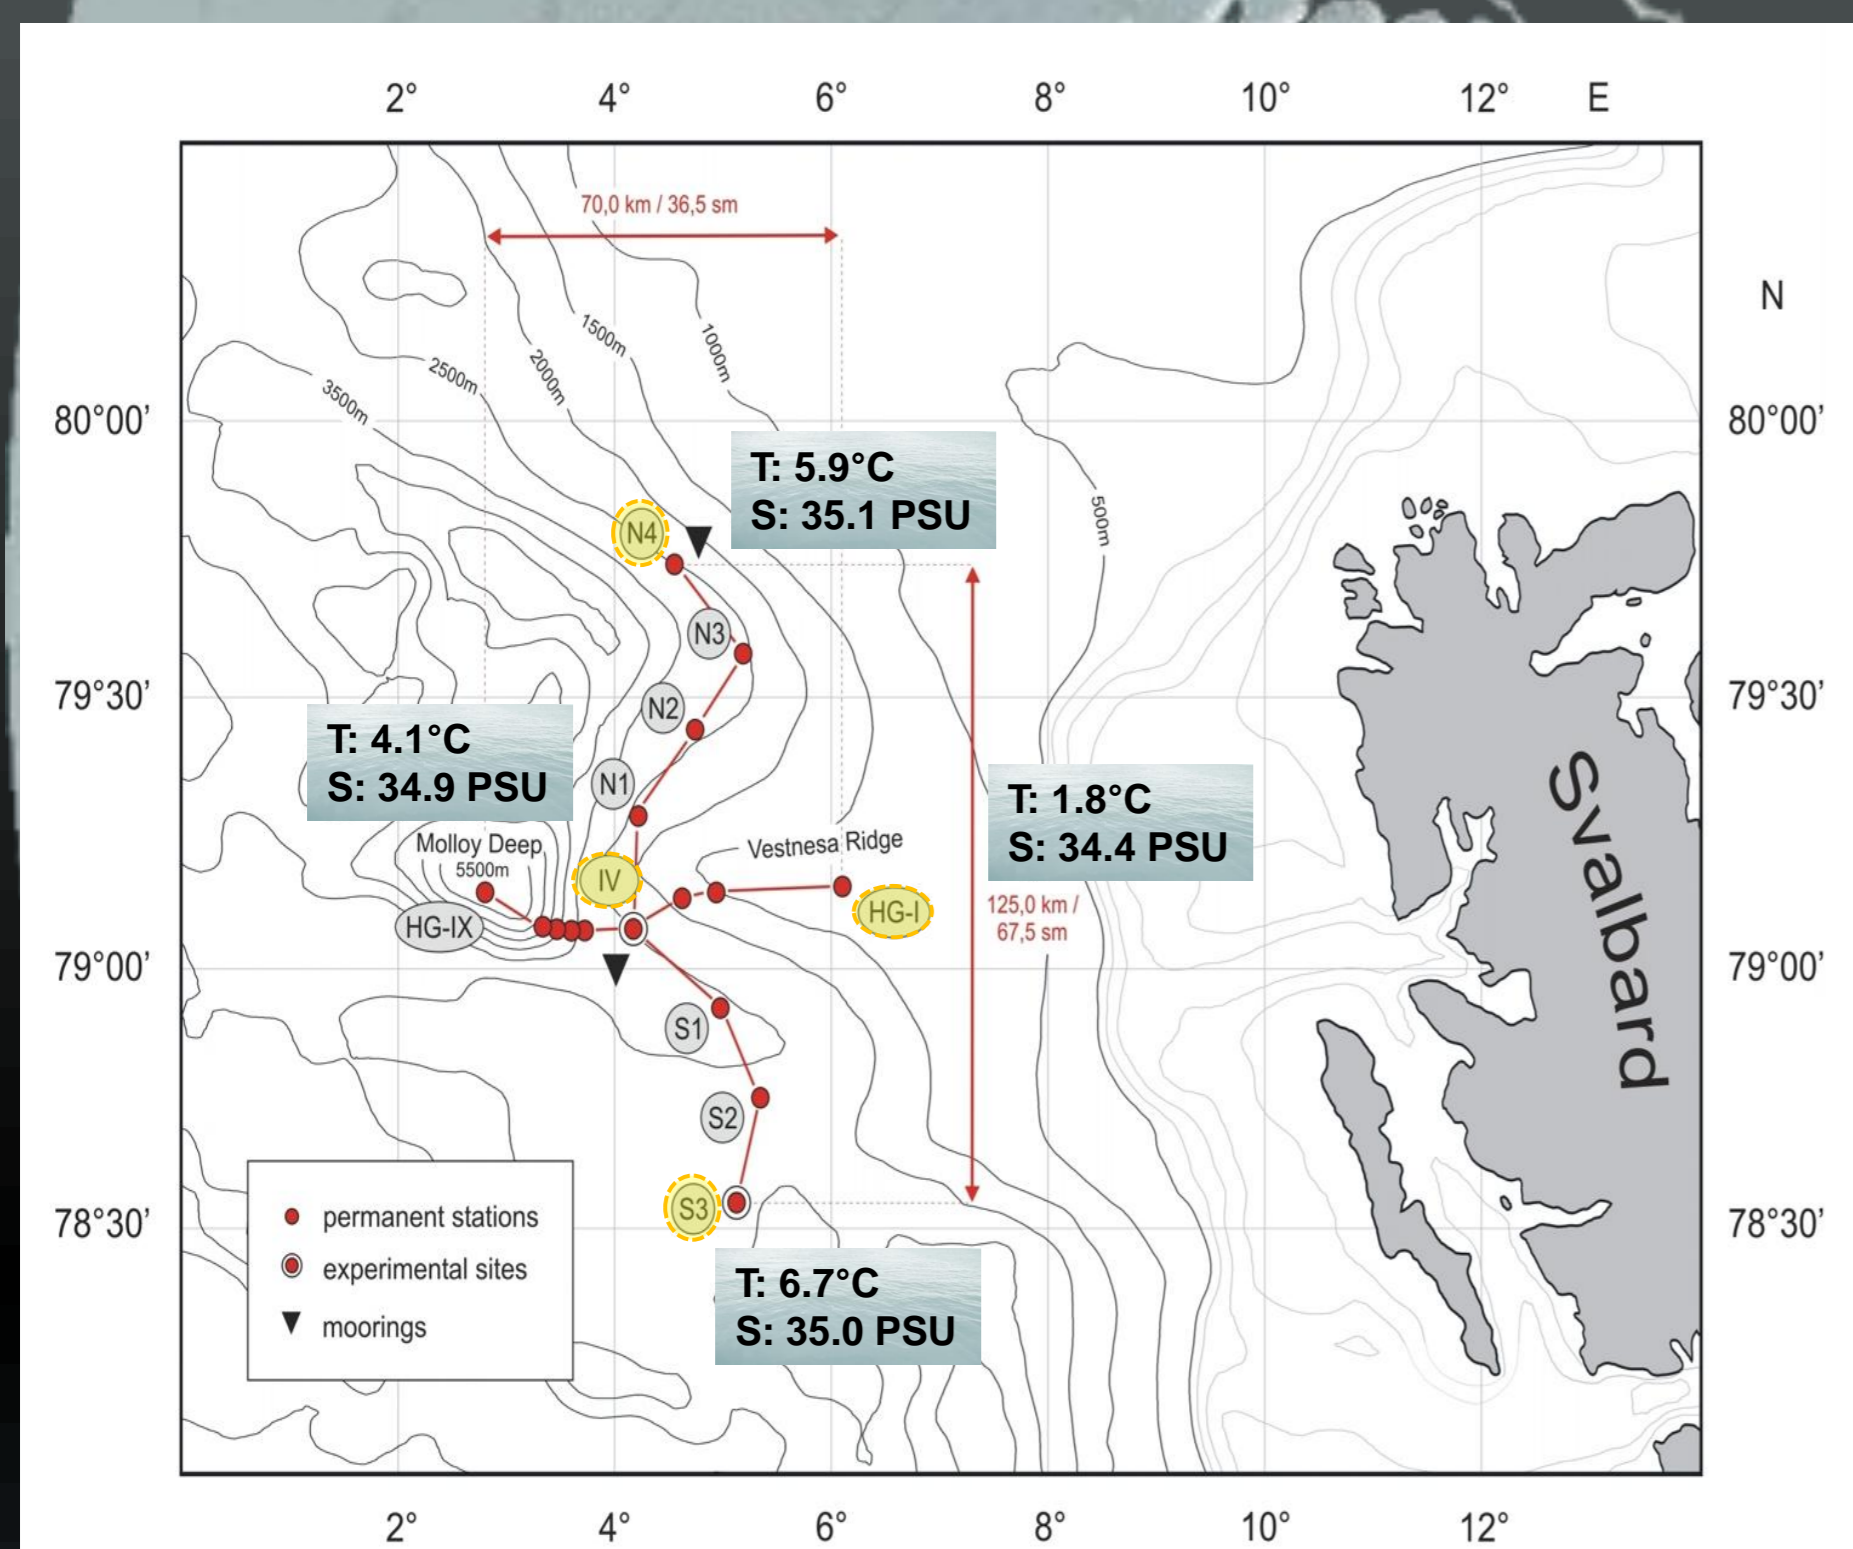 2° 4° 6° 8° 10° 12° E
70,0 km / 36,5 sm
N
1500m
1000m
2000m
2500m
3500m
80°00’ 80°00’
T: 5.9°C
S: 35.1 PSU
500m
N4
N3
79°30’ 79°30’
N2
T: 4.1°C
S: 34.9 PSU
N1
T: 1.8°C
S: 34.4 PSU
Svalbard
Molloy Deep
5500m
Vestnesa Ridge
IV
HG-I
HG-IX
125,0 km /
67,5 sm
79°00’ 79°00’
S1
S2
S3
78°30’ 78°30’
permanent stations
experimental sites
moorings
T: 6.7°C
S: 35.0 PSU
2° 4° 6° 8° 10° 12°